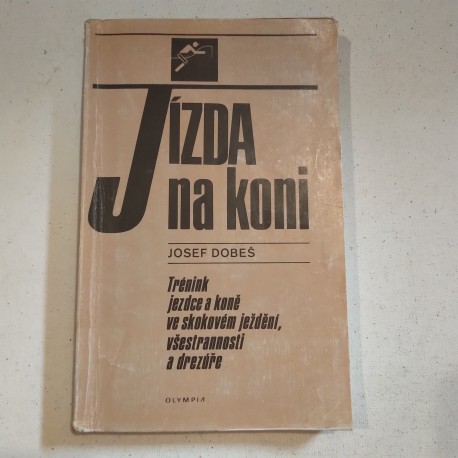 JÍZDA
na koni
JOSEF DOBEŠ
Trénink
jezdce a koně
ve skokovém ježdění,
všestrannosti
a drezúře
OLYMPIA